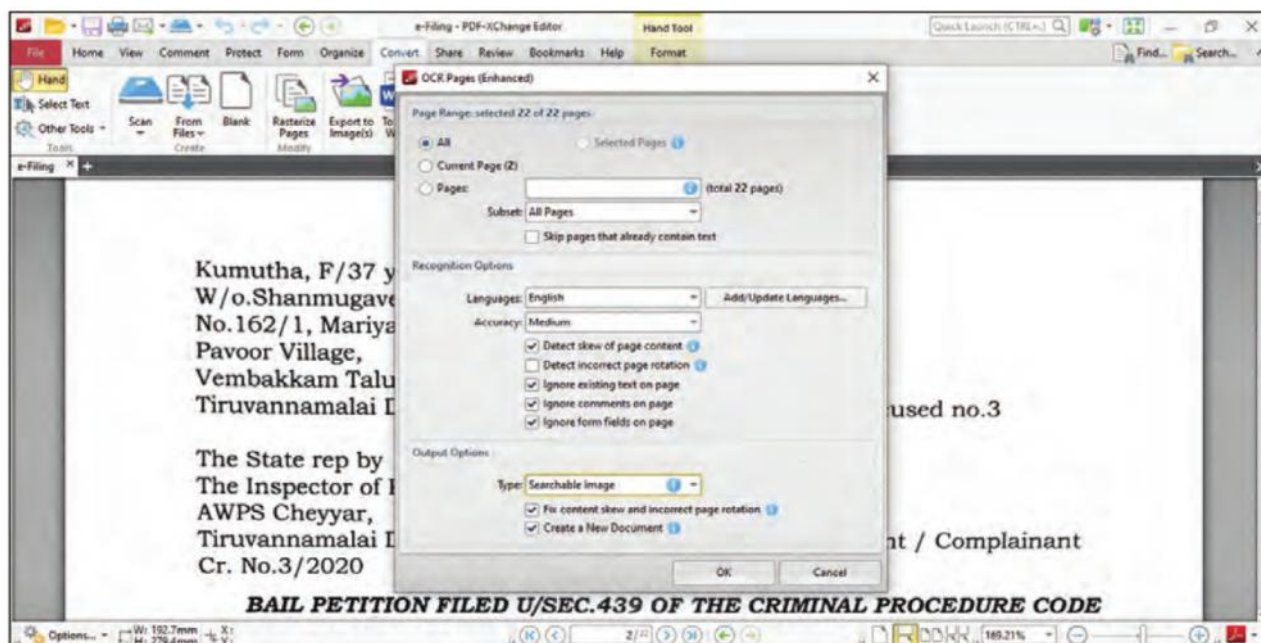 e-Filing - PDF-XChange Editor
Hand Tool
Quick Launch (CTRL+.)
File Home View Comment Protect Form Organize Convert Share Review Bookmarks Help Format
Find... Search...
Hand
Select Text
Other Tools
Tools
Scan
From Files
Blank
Create
Rasterize Pages
Modify
Export to Image(s)
e-Filing
OCR Pages (Enhanced)
Page Range: selected 22 of 22 pages
All Selected Pages
Current Page (2)
Pages: (total 22 pages)
Subset: All Pages
Skip pages that already contain text
Recognition Options
Languages: English Add/Update Languages...
Accuracy: Medium
Detect skew of page content
Detect incorrect page rotation
Ignore existing text on page
Ignore comments on page
Ignore form fields on page
Output Options
Type: Searchable Image
Fix content skew and incorrect page rotation
Create a New Document
OK Cancel
Kumutha, F/37 y
W/o.Shanmugave
No.162/1, Mariya
Pavoor Village,
Vembakkam Talu
Tiruvannamalai D used no.3
The State rep by
The Inspector of
AWPS Cheyyar,
Tiruvannamalai nt / Complainant
Cr. No.3/2020
BAIL PETITION FILED U/SEC.439 OF THE CRIMINAL PROCEDURE CODE
Options... W: 192.7mm X:
H: 279.4mm Y:
2/22
169.21%